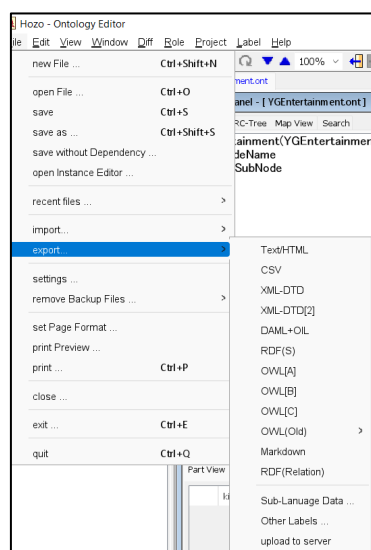 Hozo - Ontology Editor
ile Edit View Window Diff Role Project Label Help
new File ... Ctrl+Shift+N
100%
ment.ont
open File ... Ctrl+O
anel - [ YGEntertainment.ont ]
save Ctrl+S
save as ... Ctrl+Shift+S
RC-Tree Map View Search
save without Dependency ...
tainment(YGEntertainmer
deName
open Instance Editor ...
SubNode
recent files ... >
import... >
export... >
settings ...
remove Backup Files ... >
set Page Format ...
print Preview ...
print ... Ctrl+P
close ...
exit ... Ctrl+E
quit Ctrl+Q
Text/HTML
CSV
XML-DTD
XML-DTD[2]
DAML+OIL
RDF(S)
OWL[A]
OWL[B]
OWL[C]
OWL(Old) >
Markdown
RDF(Relation)
Sub-Lanuage Data ...
Other Labels ...
upload to server
Part View
ki